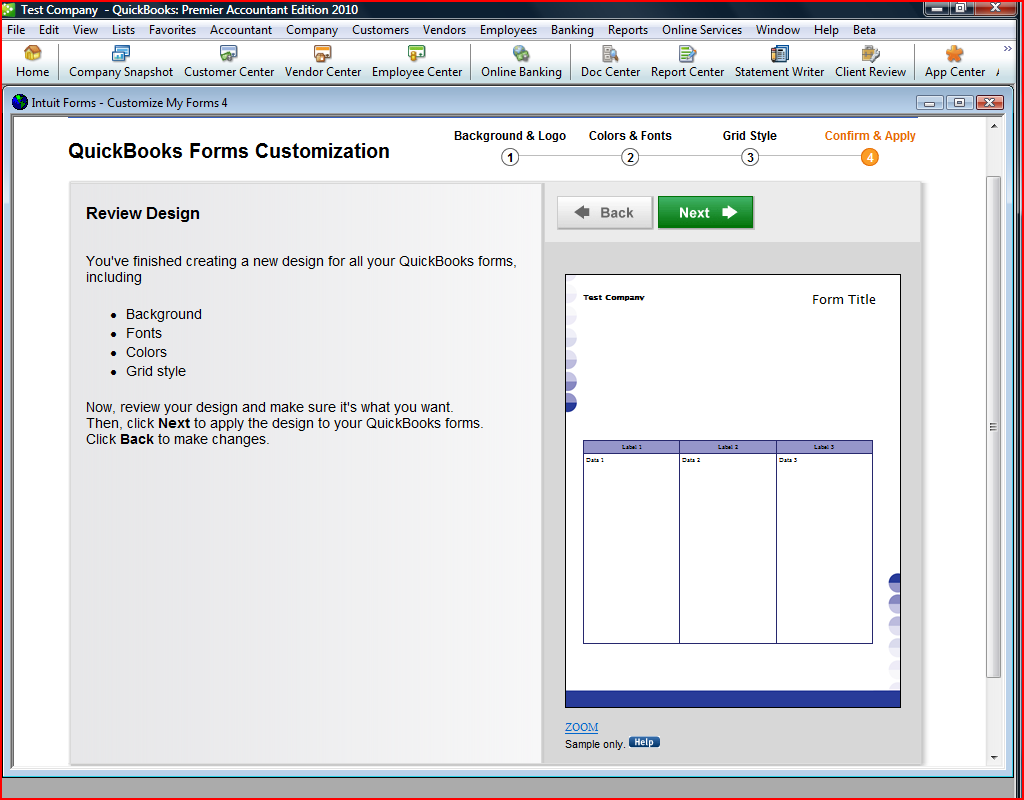 Test Company - QuickBooks: Premier Accountant Edition 2010
File Edit View Lists Favorites Accountant Company Customers Vendors Employees Banking Reports Online Services Window Help Beta
Home Company Snapshot Customer Center Vendor Center Employee Center Online Banking Doc Center Report Center Statement Writer Client Review App Center
Intuit Forms - Customize My Forms 4
QuickBooks Forms Customization
Background & Logo Colors & Fonts Grid Style Confirm & Apply
1 2 3 4
Review Design
You've finished creating a new design for all your QuickBooks forms,
including
Background
Fonts
Colors
Grid style
Now, review your design and make sure it's what you want.
Then, click Next to apply the design to your QuickBooks forms.
Click Back to make changes.
Back Next
Test Company Form Title
Label 1 Label 2 Label 3
Data 1 Data 2 Data 3
ZOOM
Sample only. Help